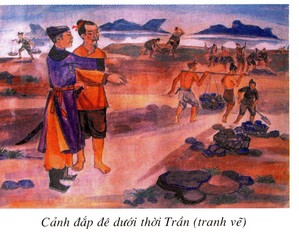 Cảnh đắp đê dưới thời Trần (tranh vẽ)